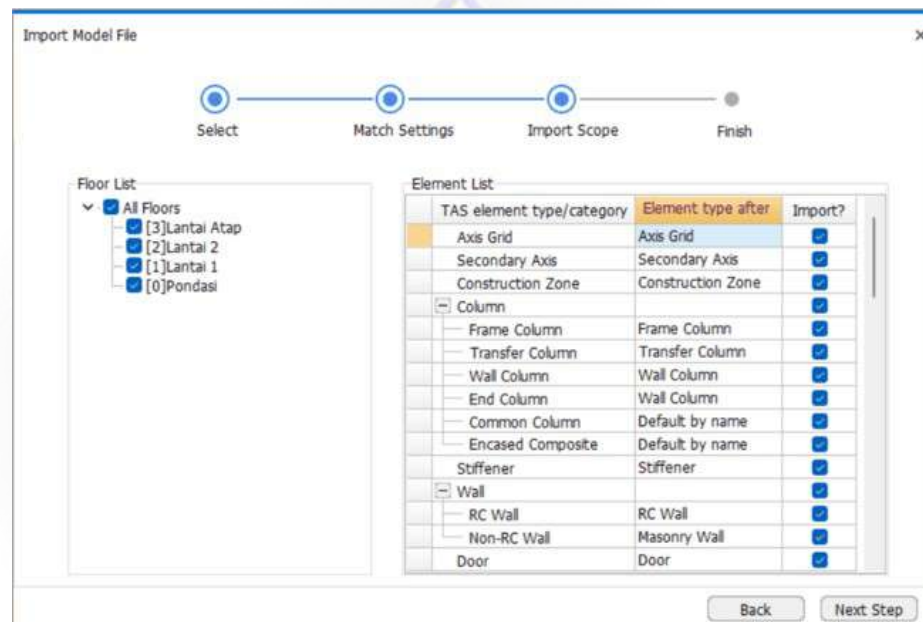 Import Model File
Select Match Settings Import Scope Finish
Floor List
All Floors
[3]Lantai Atap
[2]Lantai 2
[1]Lantai 1
[0]Pondasi
Element List
TAS element type/category Element type after Import?
Axis Grid Axis Grid
Secondary Axis Secondary Axis
Construction Zone Construction Zone
Column
Frame Column Frame Column
Transfer Column Transfer Column
Wall Column Wall Column
End Column Wall Column
Common Column Default by name
Encased Composite Default by name
Stiffener Stiffener
Wall
RC Wall RC Wall
Non-RC Wall Masonry Wall
Door Door
Back Next Step